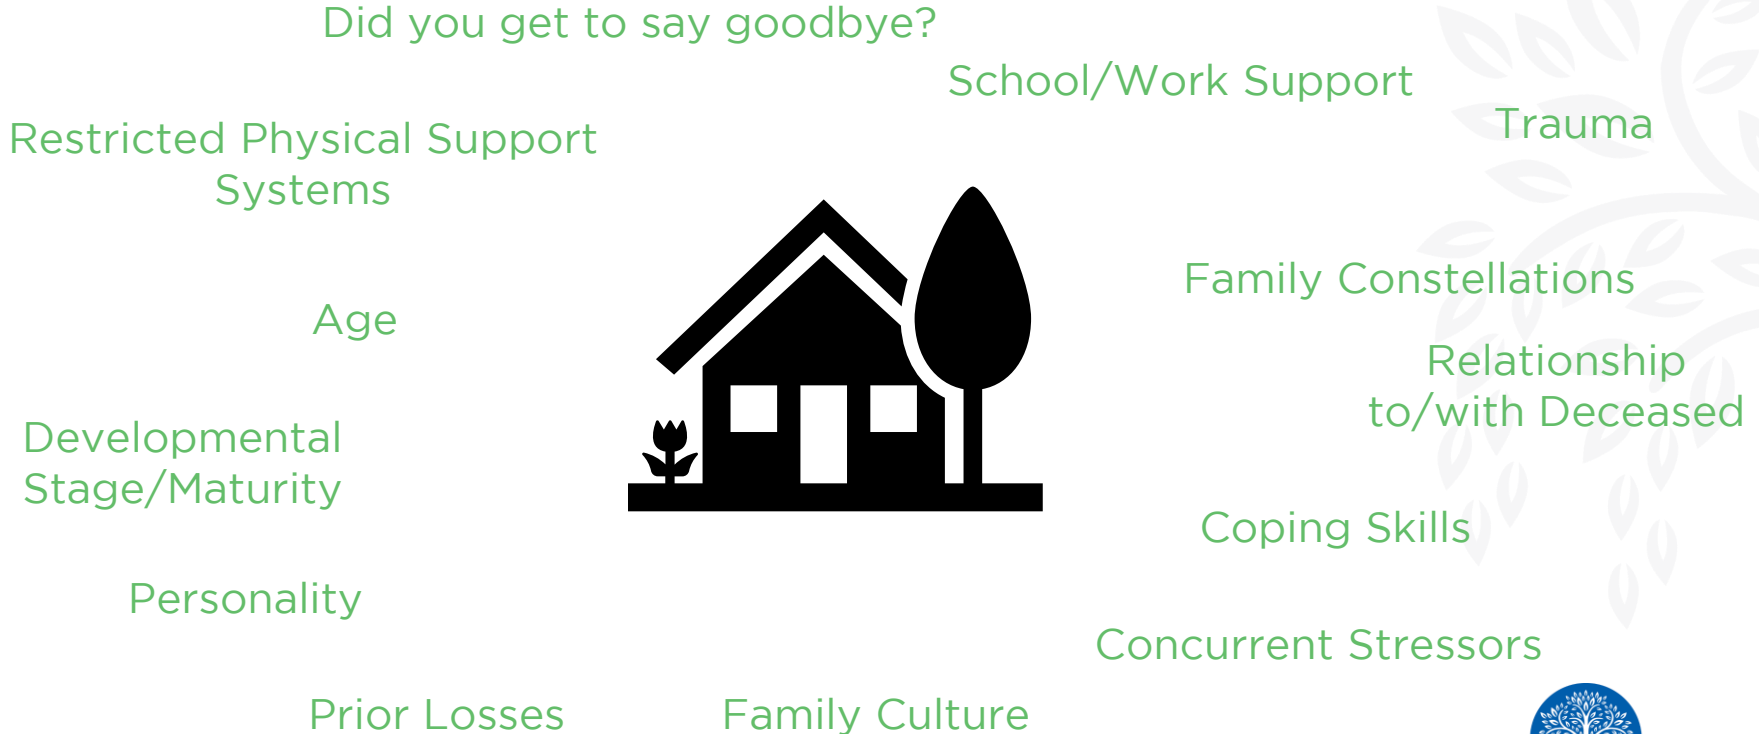 Did you get to say goodbye?
School/Work Support
Trauma
Restricted Physical Support
Systems
Family Constellations
Age
Relationship
to/with Deceased
Developmental
Stage/Maturity
Coping Skills
Personality
Concurrent Stressors
Prior Losses
Family Culture